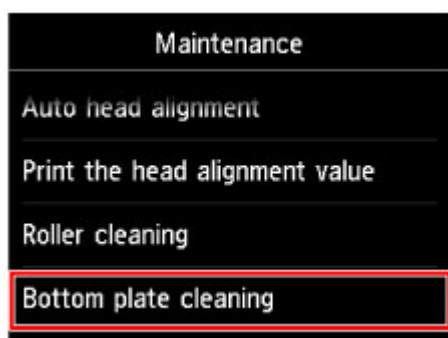 Maintenance
Auto head alignment
Print the head alignment value
Roller cleaning
Bottom plate cleaning